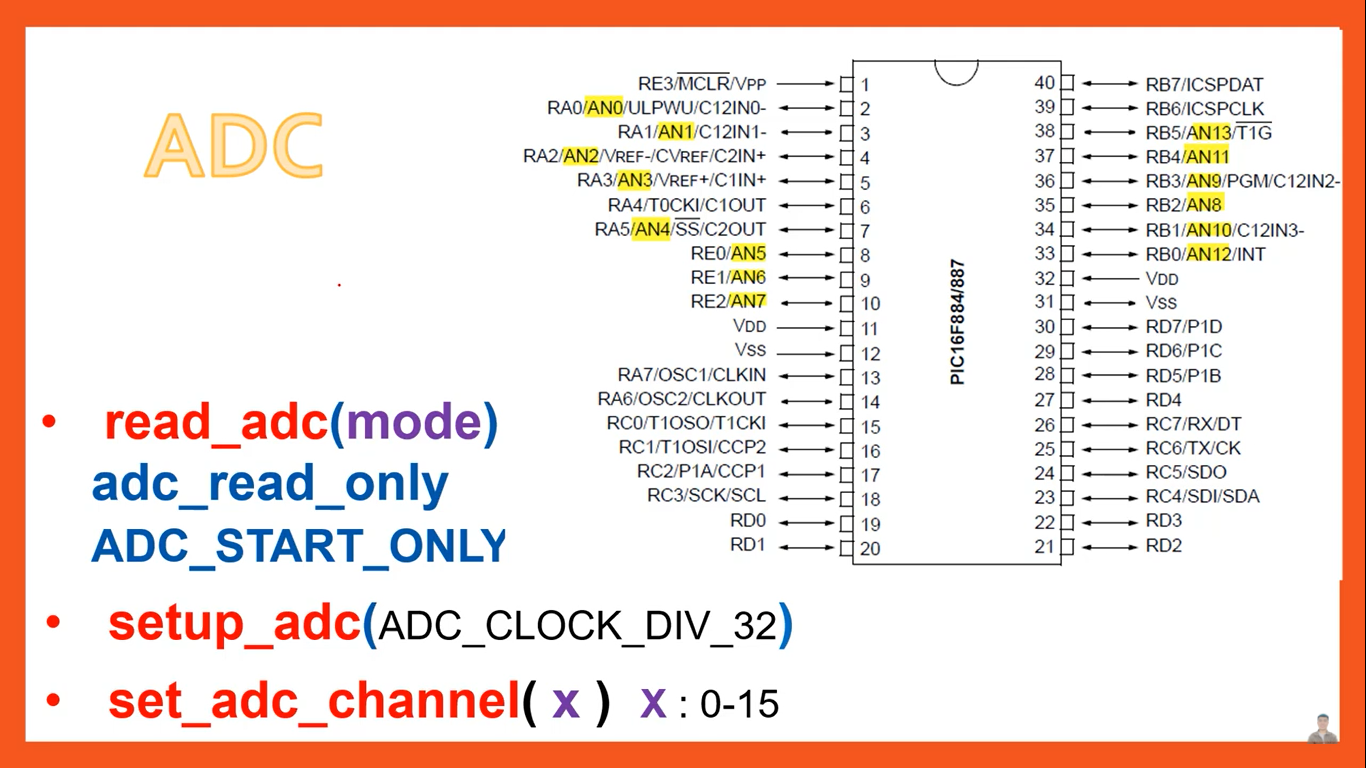 ADC
• read_adc(mode)
adc_read_only
ADC_START_ONLY
• setup_adc(ADC_CLOCK_DIV_32)
• set_adc_channel( x ) x : 0-15
RE3/MCLR/VPP 1
RA0/AN0/ULPWU/C12IN0- 2
RA1/AN1/C12IN1- 3
RA2/AN2/VREF-/CVREF/C2IN+ 4
RA3/AN3/VREF+/C1IN+ 5
RA4/T0CKI/C1OUT 6
RA5/AN4/SS/C2OUT 7
RE0/AN5 8
RE1/AN6 9
RE2/AN7 10
VDD 11
VSS 12
RA7/OSC1/CLKIN 13
RA6/OSC2/CLKOUT 14
RC0/T1OSO/T1CKI 15
RC1/T1OSI/CCP2 16
RC2/P1A/CCP1 17
RC3/SCK/SCL 18
RD0 19
RD1 20
PIC16F884/887
40 RB7/ICSPDAT
39 RB6/ICSPCLK
38 RB5/AN13/T1G
37 RB4/AN11
36 RB3/AN9/PGM/C12IN2-
35 RB2/AN8
34 RB1/AN10/C12IN3-
33 RB0/AN12/INT
32 VDD
31 VSS
30 RD7/P1D
29 RD6/P1C
28 RD5/P1B
27 RD4
26 RC7/RX/DT
25 RC6/TX/CK
24 RC5/SDO
23 RC4/SDI/SDA
22 RD3
21 RD2